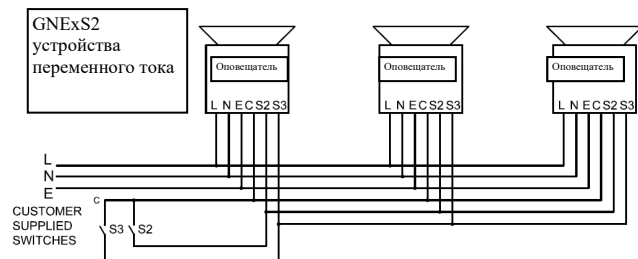 GNExS2
устройства
переменного тока
Оповещатель
Оповещатель
Оповещатель
L N E C S2 S3
L N E C S2 S3
L N E C S2 S3
L
N
E
C
CUSTOMER
SUPPLIED
SWITCHES
S3 S2